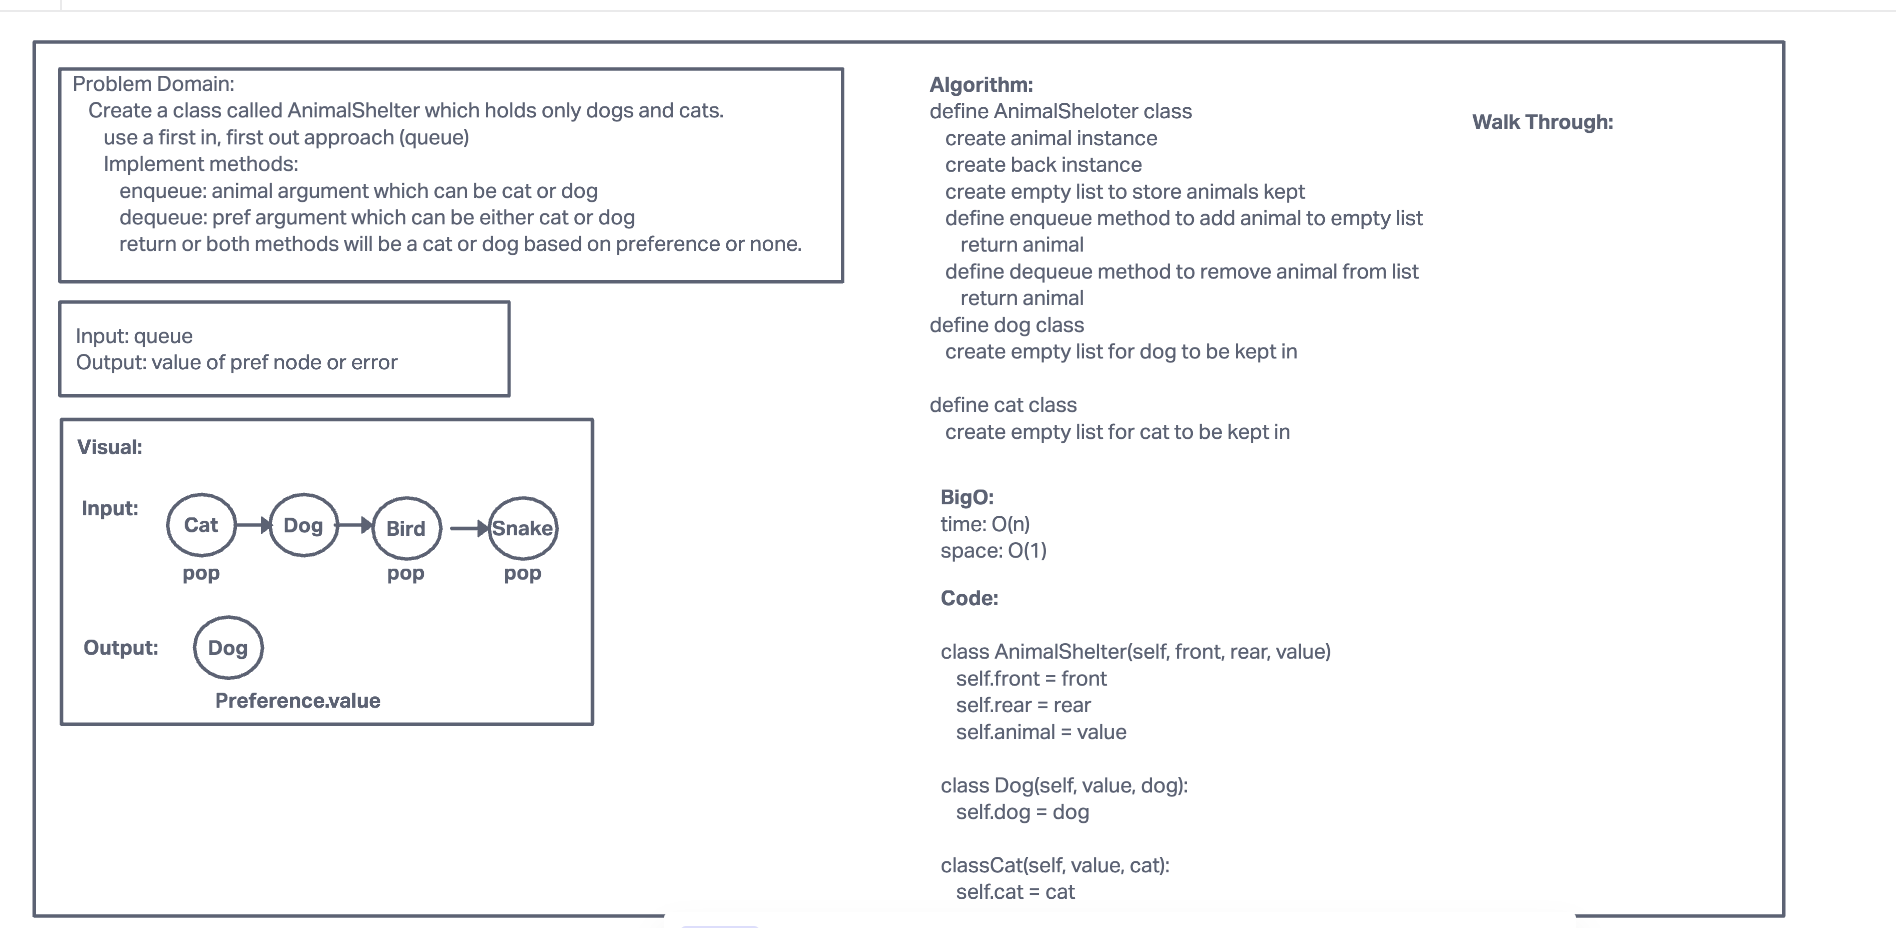 Problem Domain:
Create a class called AnimalShelter which holds only dogs and cats.
use a first in, first out approach (queue)
Implement methods:
enqueue: animal argument which can be cat or dog
dequeue: pref argument which can be either cat or dog
return or both methods will be a cat or dog based on preference or none.
Input: queue
Output: value of pref node or error
Visual:
Input:
Cat
Dog
Bird
Snake
pop
pop
pop
Output:
Dog
Preference.value
Algorithm:
define AnimalSheloter class
create animal instance
create back instance
create empty list to store animals kept
define enqueue method to add animal to empty list
return animal
define dequeue method to remove animal from list
return animal
define dog class
create empty list for dog to be kept in
define cat class
create empty list for cat to be kept in
BigO:
time: O(n)
space: O(1)
Code:
class AnimalShelter(self, front, rear, value)
self.front = front
self.rear = rear
self.animal = value
class Dog(self, value, dog):
self.dog = dog
classCat(self, value, cat):
self.cat = cat
Walk Through: